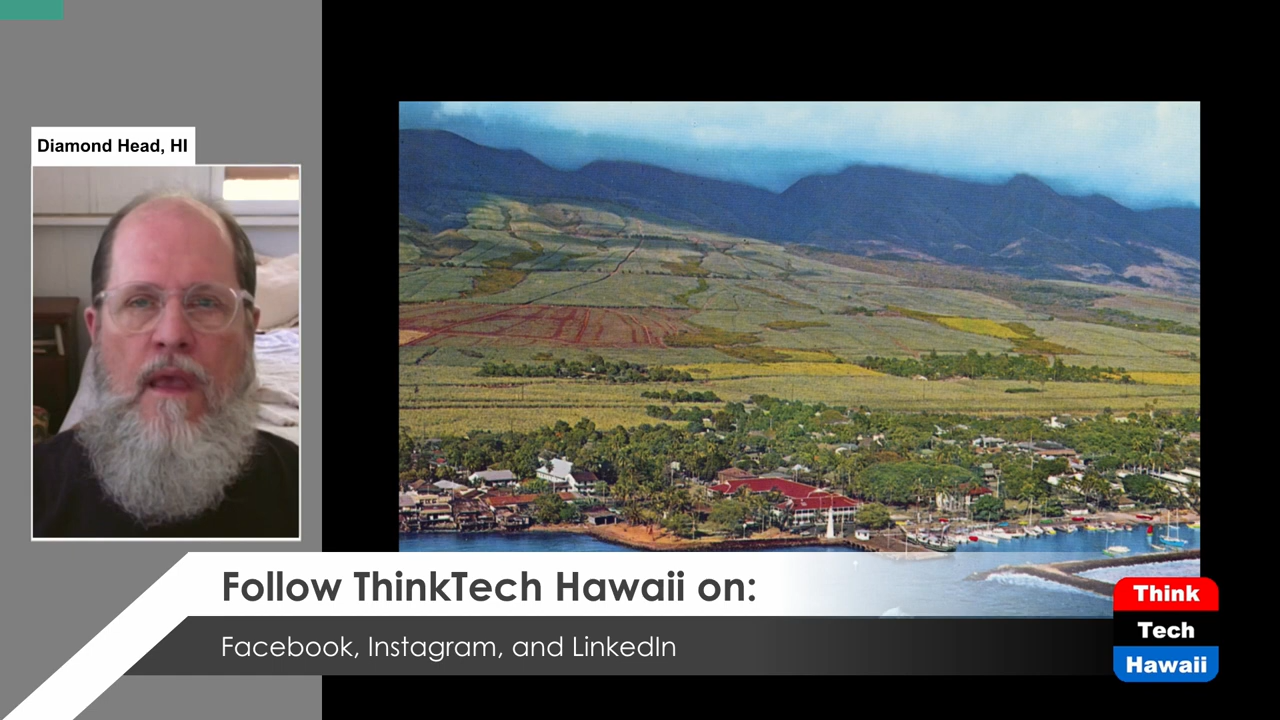 Diamond Head, HI
Follow ThinkTech Hawaii on:
Facebook, Instagram, and LinkedIn
Think
Tech
Hawaii